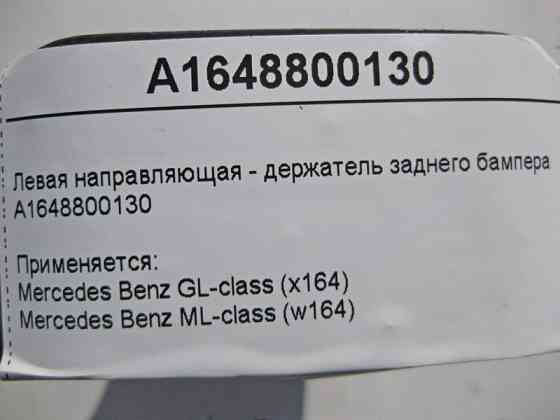 A1648800130
Левая направляющая - держатель заднего бампера
A1648800130
Применяется:
Mercedes Benz GL-class (x164)
Mercedes Benz ML-class (w164)